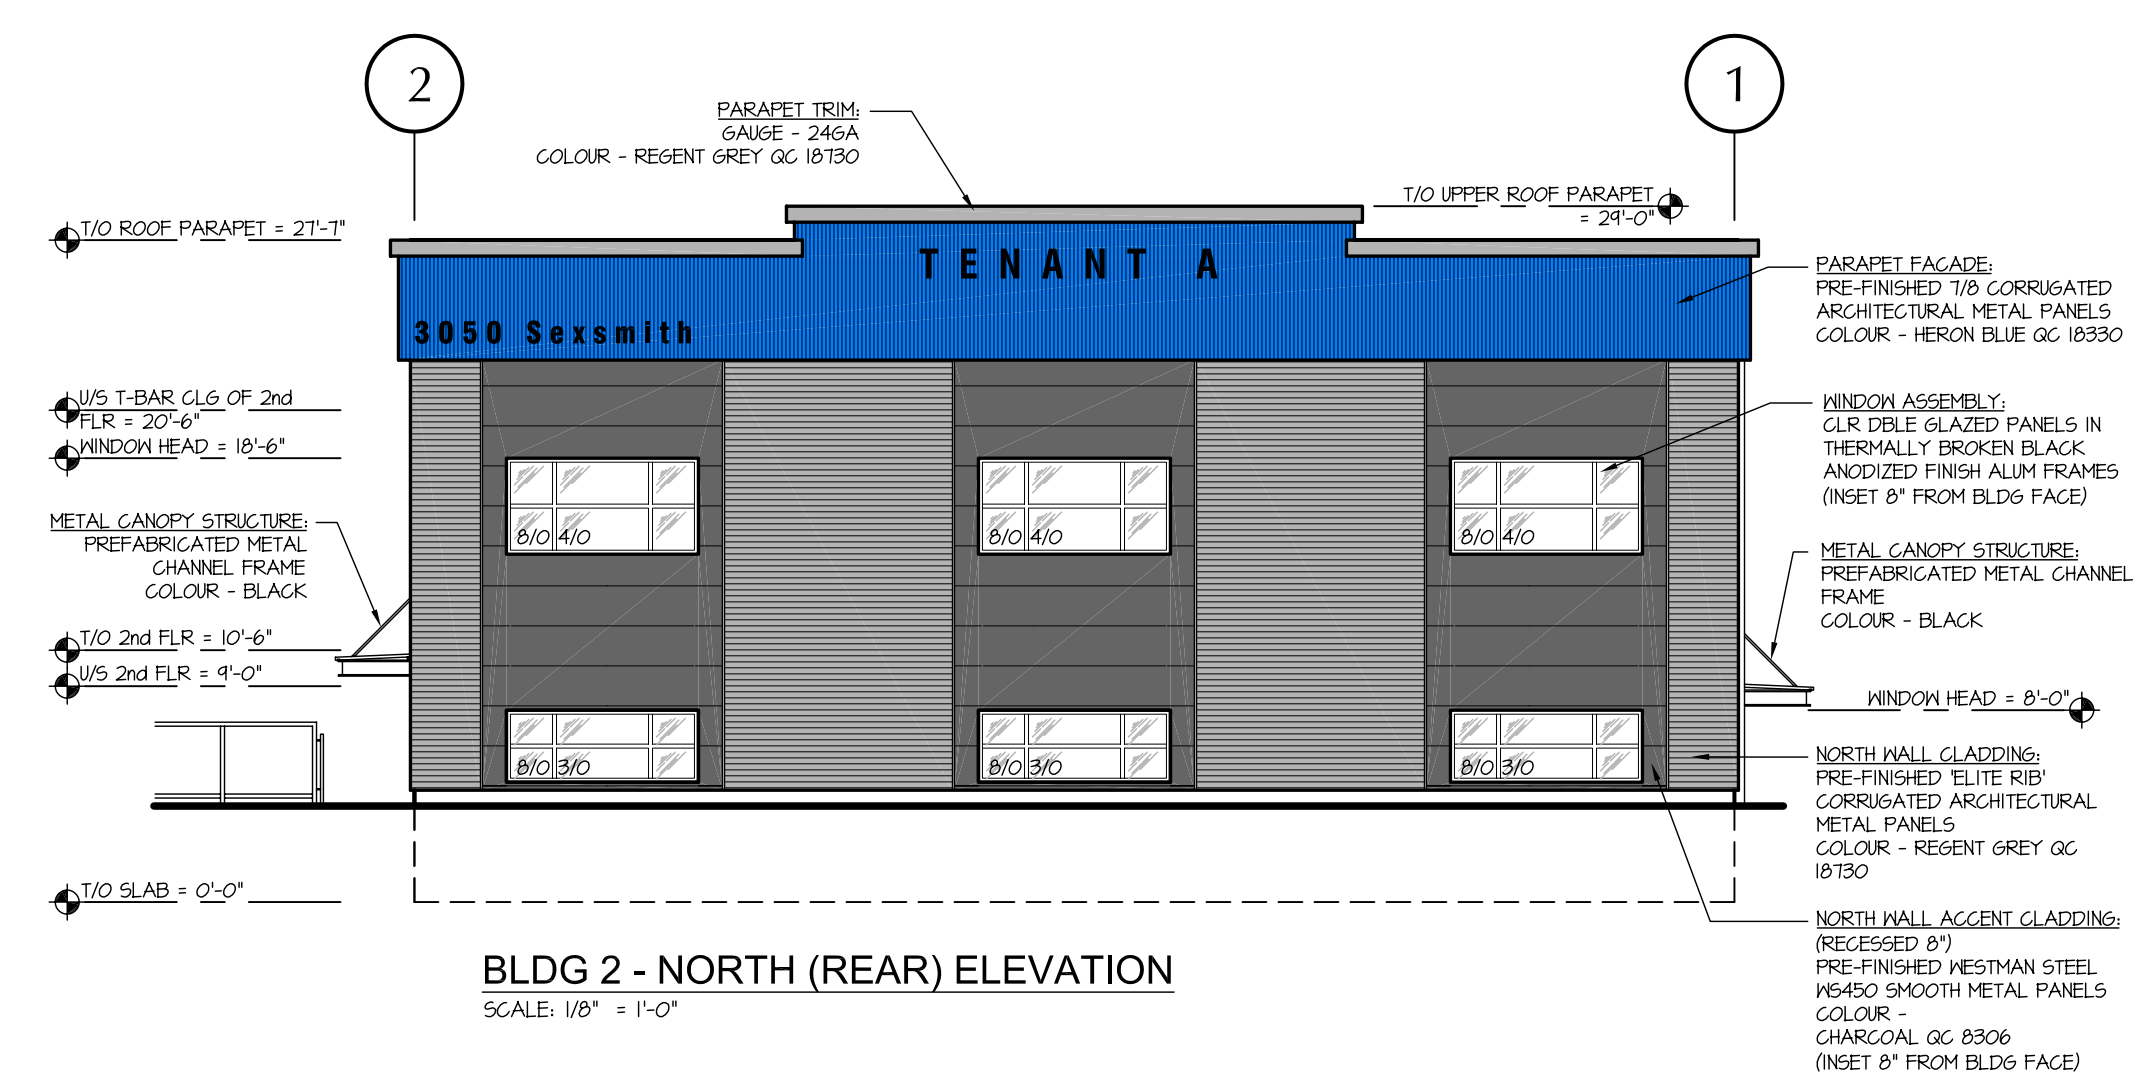 2
1
PARAPET TRIM:
GAUGE - 24GA
COLOUR - REGENT GREY QC 18730
T/O UPPER ROOF PARAPET
= 29'-0"
T/O ROOF PARAPET = 27'-7"
TENANT A
3050 Sexsmith
PARAPET FACADE:
PRE-FINISHED 7/8 CORRUGATED
ARCHITECTURAL METAL PANELS
COLOUR - HERON BLUE QC 18330
U/S T-BAR CLG OF 2nd
FLR = 20'-6"
WINDOW HEAD = 18'-6"
WINDOW ASSEMBLY:
CLR DBLE GLAZED PANELS IN
THERMALLY BROKEN BLACK
ANODIZED FINISH ALUM FRAMES
(INSET 8" FROM BLDG FACE)
8/0 4/0
8/0 4/0
8/0 4/0
METAL CANOPY STRUCTURE:
PREFABRICATED METAL
CHANNEL FRAME
COLOUR - BLACK
METAL CANOPY STRUCTURE:
PREFABRICATED METAL CHANNEL
FRAME
COLOUR - BLACK
T/O 2nd FLR = 10'-6"
U/S 2nd FLR = 9'-0"
WINDOW HEAD = 8'-0"
8/0 3/0
8/0 3/0
8/0 3/0
NORTH WALL CLADDING:
PRE-FINISHED 'ELITE RIB'
CORRUGATED ARCHITECTURAL
METAL PANELS
COLOUR - REGENT GREY QC
18730
T/O SLAB = 0'-0"
NORTH WALL ACCENT CLADDING:
(RECESSED 8")
PRE-FINISHED WESTMAN STEEL
WS450 SMOOTH METAL PANELS
COLOUR -
CHARCOAL QC 8306
(INSET 8" FROM BLDG FACE)
BLDG 2 - NORTH (REAR) ELEVATION
SCALE: 1/8" = 1'-0"